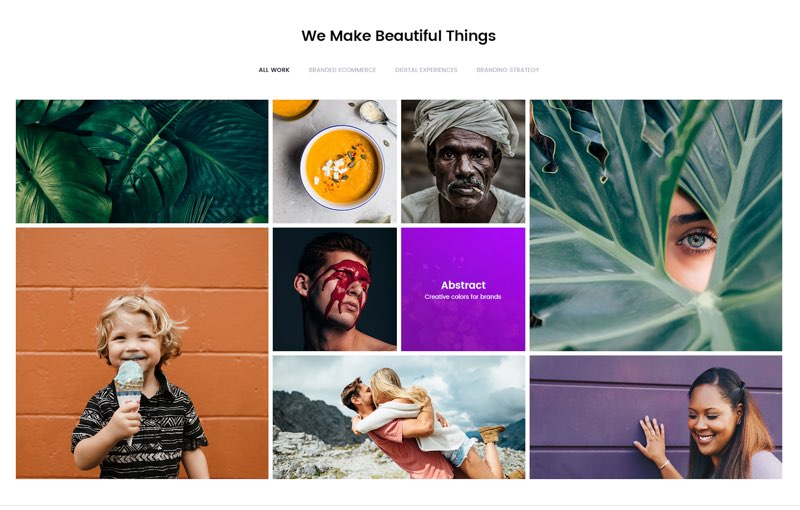 We Make Beautiful Things
ALL WORK BRANDED ECOMMERCE DIGITAL EXPERIENCES BRANDING STRATEGY
Abstract
Creative colors for brands